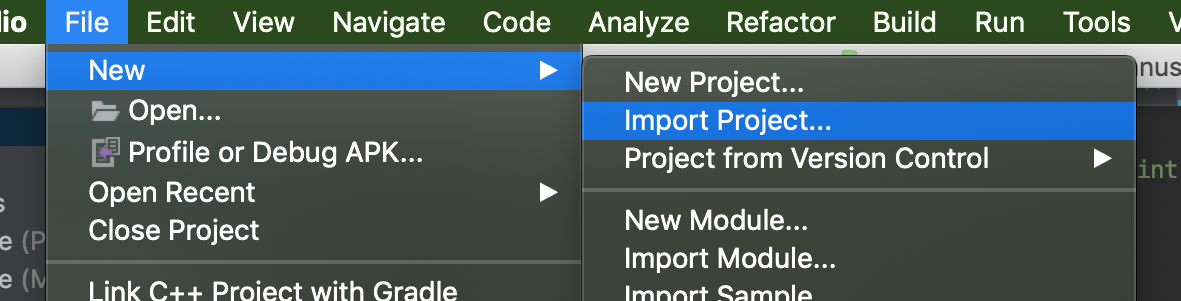 dio File Edit View Navigate Code Analyze Refactor Build Run Tools V
New
Open...
Profile or Debug APK...
Open Recent
Close Project
Link C++ Project with Gradle
New Project...
Import Project...
Project from Version Control
New Module...
Import Module...
Import Sample
nus
int
s
e (P
e (M